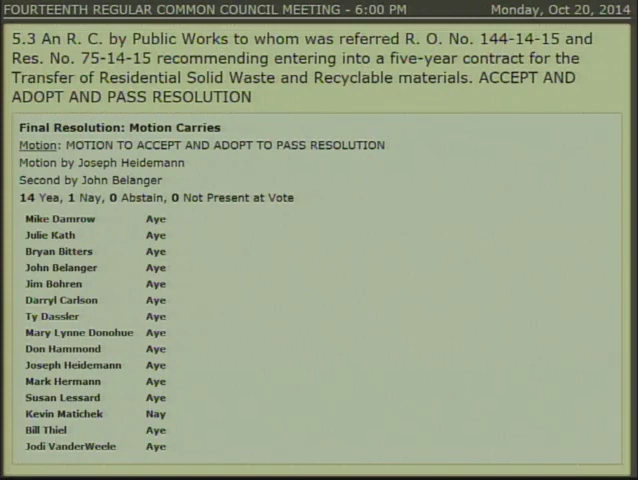 FOURTEENTH REGULAR COMMON COUNCIL MEETING - 6:00 PM Monday, Oct 20, 2014
5.3 An R. C. by Public Works to whom was referred R. O. No. 144-14-15 and
Res. No. 75-14-15 recommending entering into a five-year contract for the
Transfer of Residential Solid Waste and Recyclable materials. ACCEPT AND
ADOPT AND PASS RESOLUTION
Final Resolution: Motion Carries
Motion: MOTION TO ACCEPT AND ADOPT TO PASS RESOLUTION
Motion by Joseph Heidemann
Second by John Belanger
14 Yea, 1 Nay, 0 Abstain, 0 Not Present at Vote
Mike Damrow Aye
Julie Kath Aye
Bryan Bitters Aye
John Belanger Aye
Jim Bohren Aye
Darryl Carlson Aye
Ty Dassler Aye
Mary Lynne Donohue Aye
Don Hammond Aye
Joseph Heidemann Aye
Mark Hermann Aye
Susan Lessard Aye
Kevin Matichek Nay
Bill Thiel Aye
Jodi VanderWeele Aye